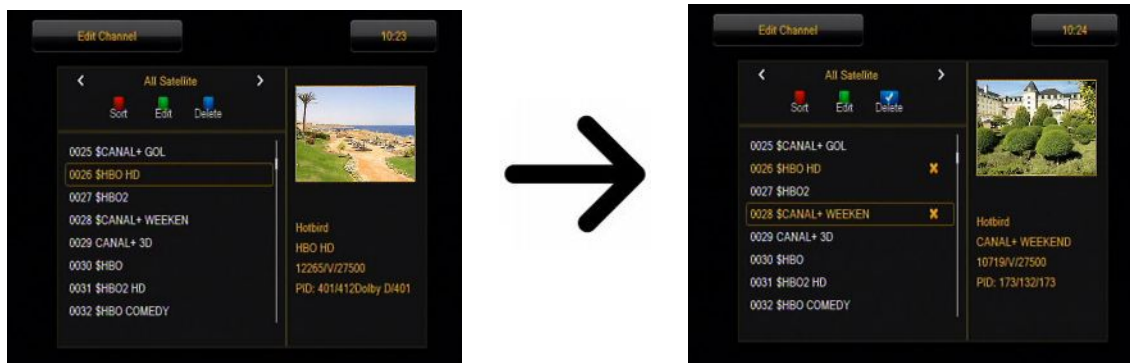 Edit Channel
10:23
< All Satellite >
Sort Edit Delete
0025 $CANAL+ GOL
0026 $HBO HD
0027 $HBO2
0028 $CANAL+ WEEKEN
0029 CANAL+ 3D
0030 $HBO
0031 $HBO2 HD
0032 $HBO COMEDY
Hotbird
HBO HD
12265/V/27500
PID: 401/412Dolby D/401
Edit Channel
10:24
< All Satellite >
Sort Edit Delete
0025 $CANAL+ GOL
0026 $HBO HD
0027 $HBO2
0028 $CANAL+ WEEKEN
0029 CANAL+ 3D
0030 $HBO
0031 $HBO2 HD
0032 $HBO COMEDY
Hotbird
CANAL+ WEEKEND
10719/V/27500
PID: 173/132/173